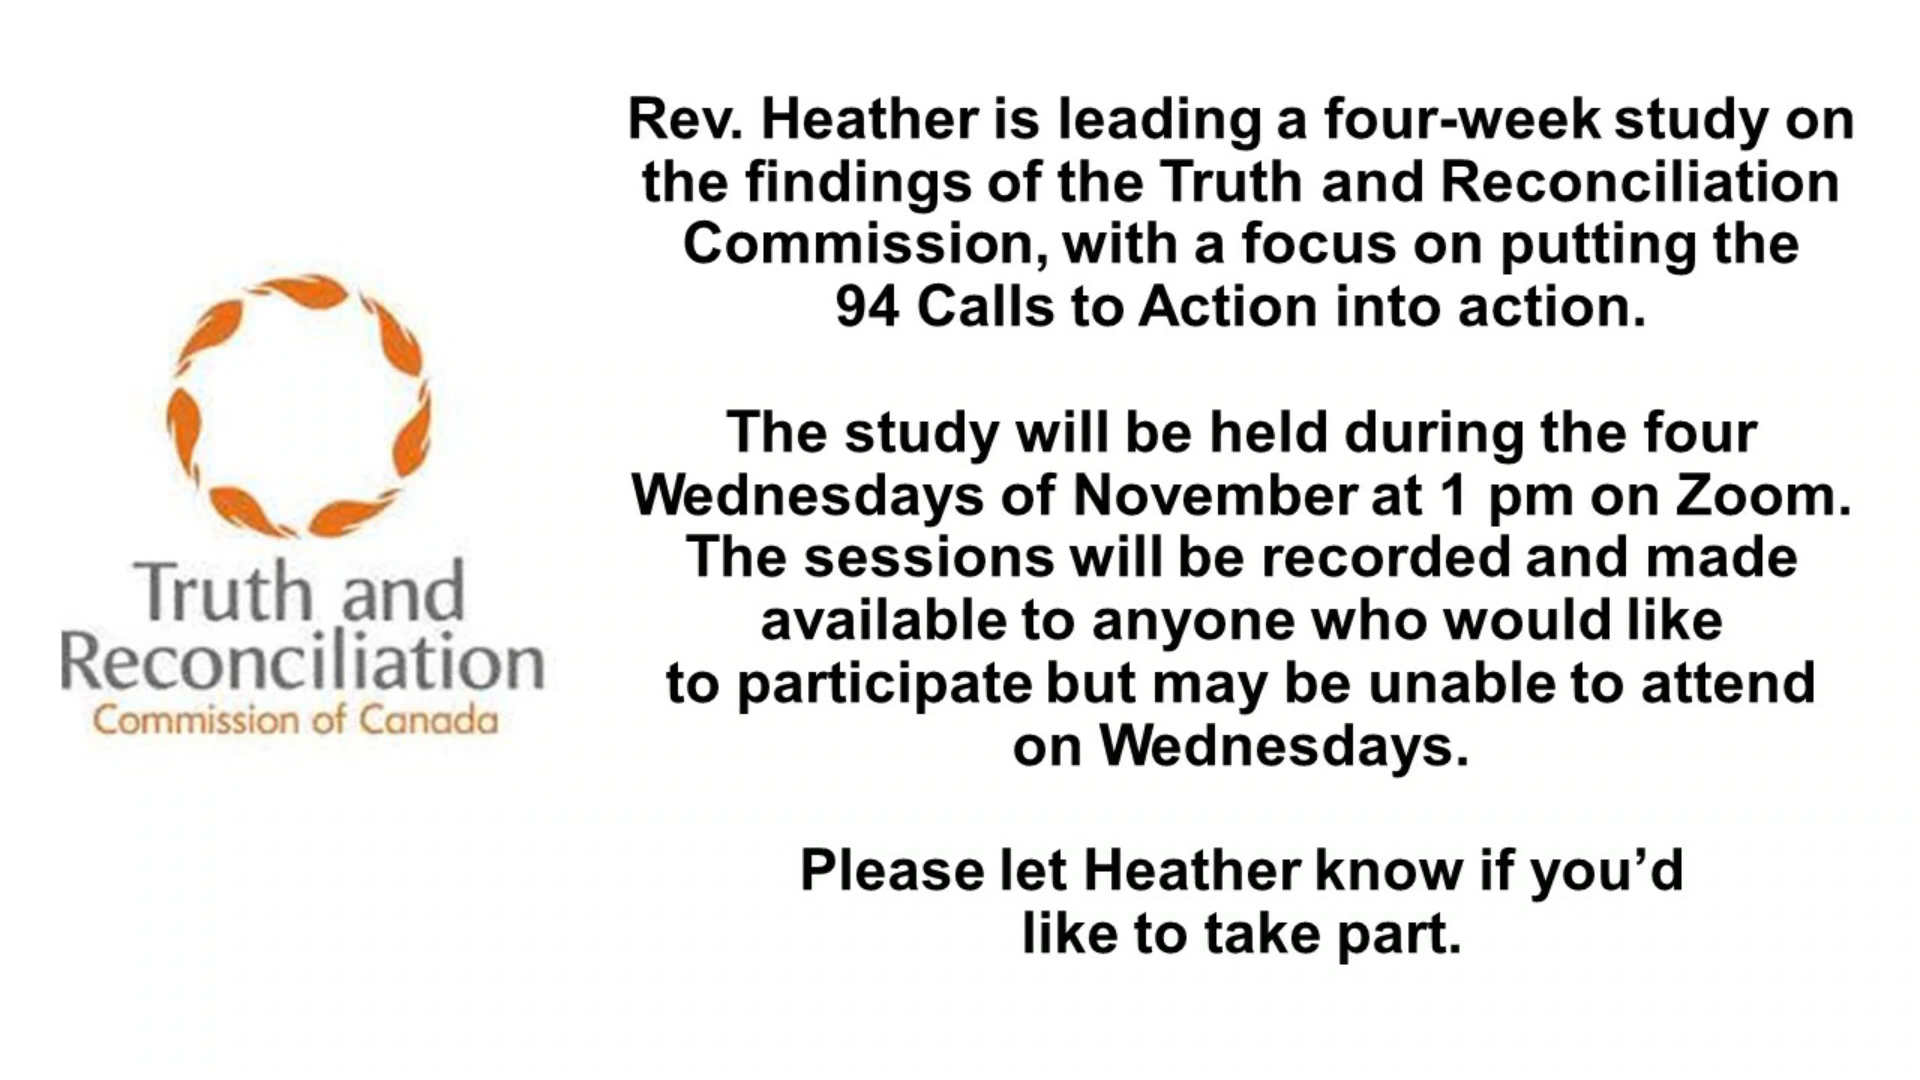 Truth and
Reconciliation
Commission of Canada
Rev. Heather is leading a four-week study on
the findings of the Truth and Reconciliation
Commission, with a focus on putting the
94 Calls to Action into action.
The study will be held during the four
Wednesdays of November at 1 pm on Zoom.
The sessions will be recorded and made
available to anyone who would like
to participate but may be unable to attend
on Wednesdays.
Please let Heather know if you’d
like to take part.